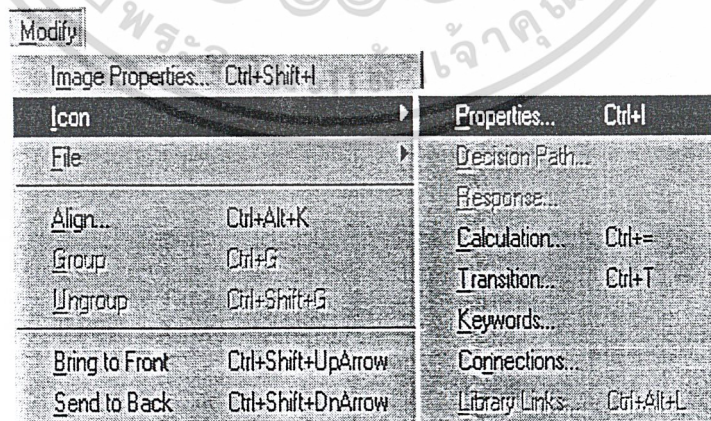 Modify
Image Properties... Ctrl+Shift+I
Icon
File
Align... Ctrl+Alt+K
Group Ctrl+G
Ungroup Ctrl+Shift+G
Bring to Front Ctrl+Shift+UpArrow
Send to Back Ctrl+Shift+DnArrow
Properties... Ctrl+I
Decision Path...
Response...
Calculation... Ctrl+=
Transition... Ctrl+T
Keywords...
Connections...
Library Links... Ctrl+Alt+L